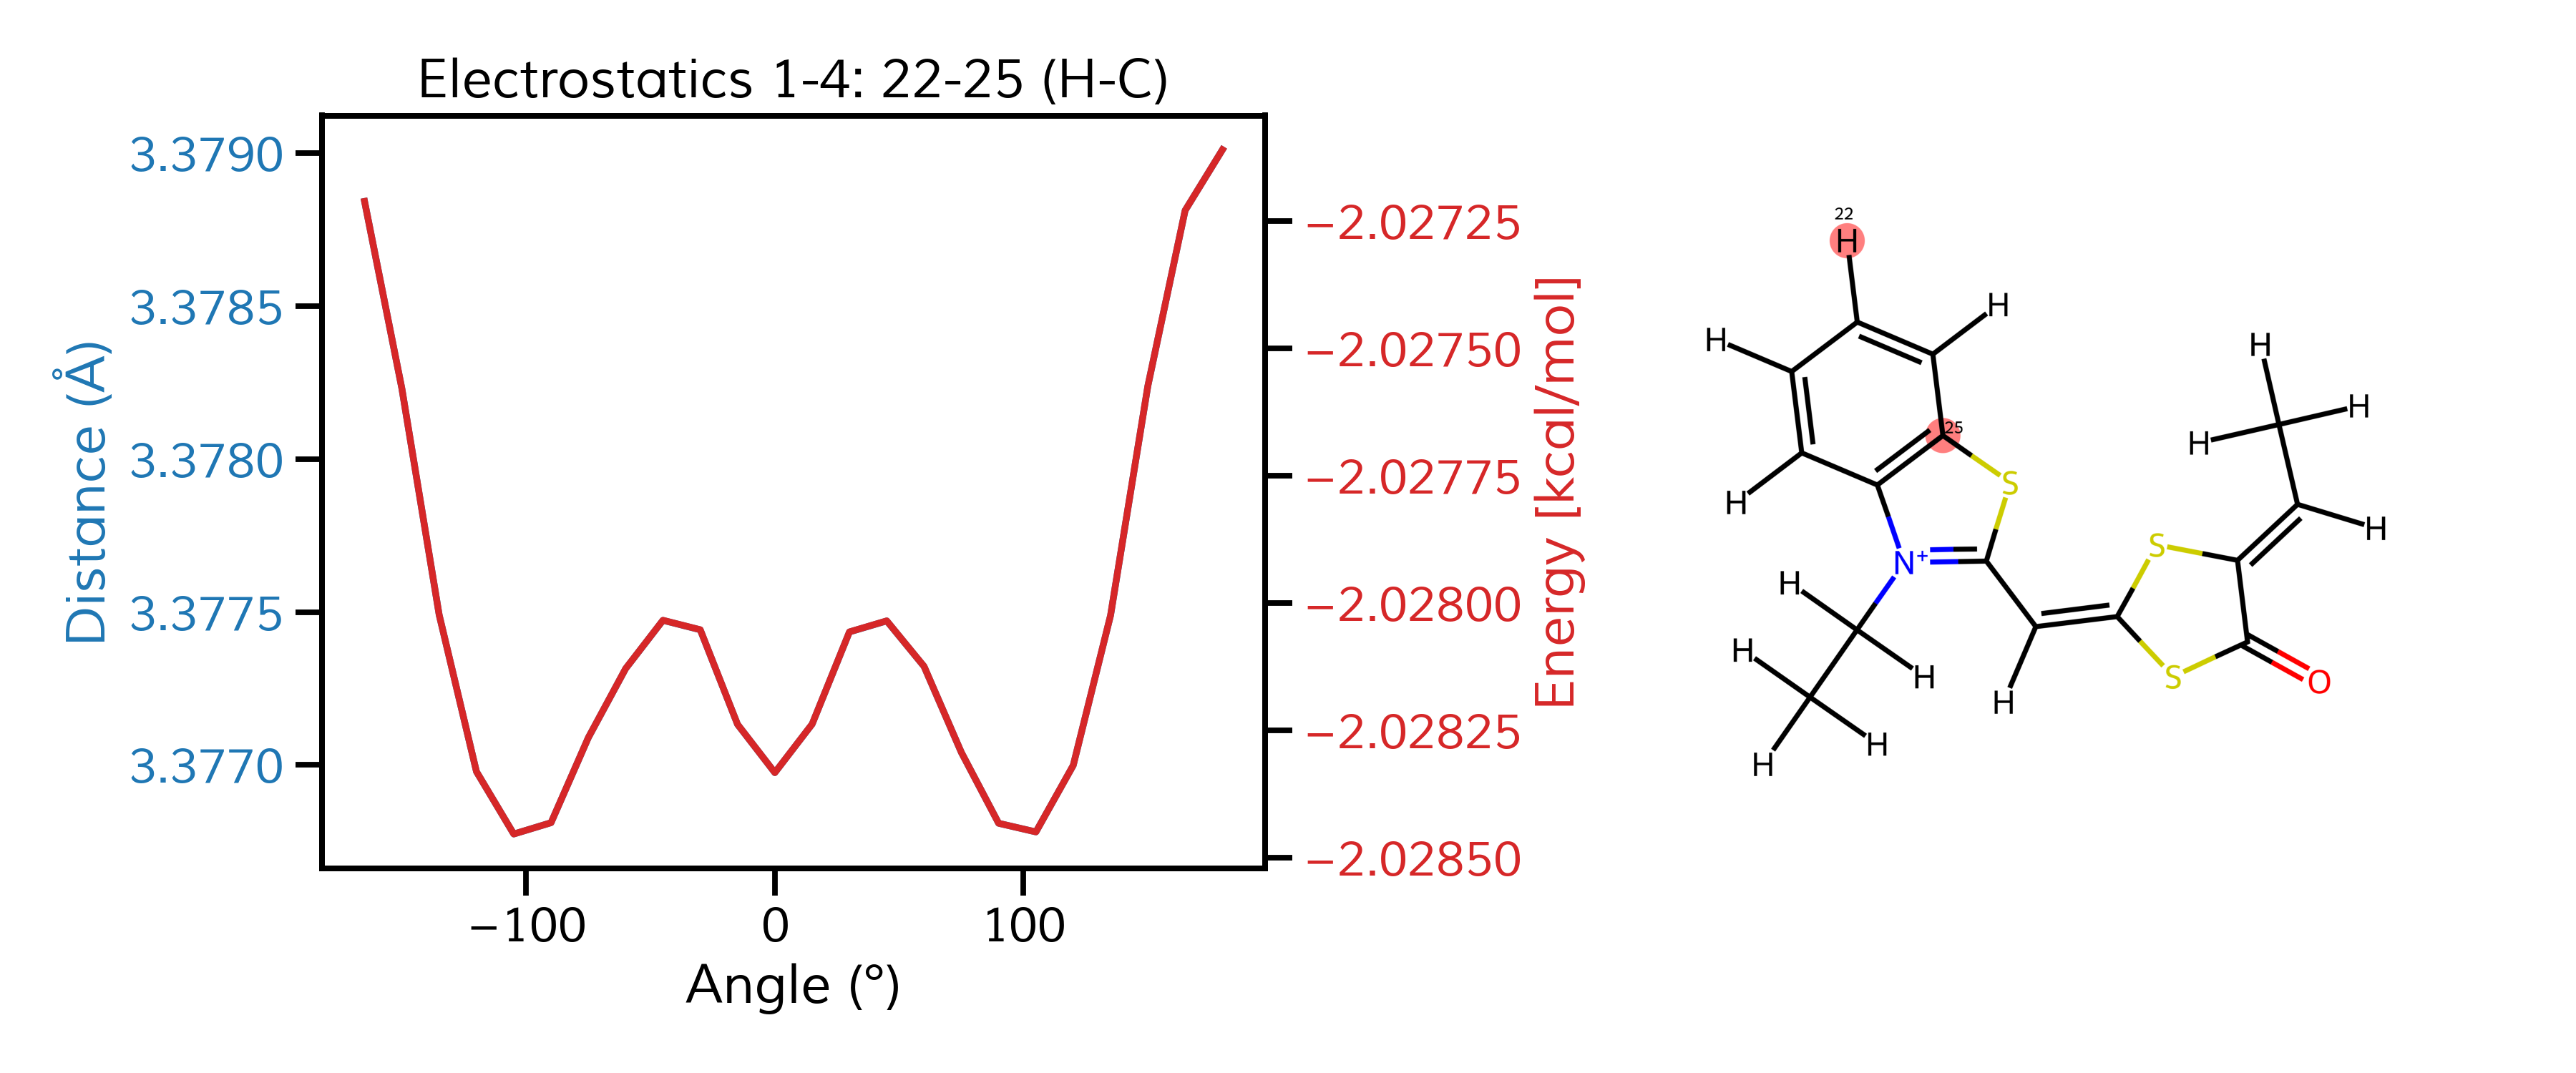 Electrostatics 1-4: 22-25 (H-C)
Distance (Å)
3.3790
3.3785
3.3780
3.3775
3.3770
−100
0
100
Angle (°)
−2.02725
−2.02750
−2.02775
−2.02800
−2.02825
−2.02850
Energy [kcal/mol]
22
H
H
H
H
H
H
H
25
S
H
S
H
N⁺
H
H
H
S
O
H
H
H